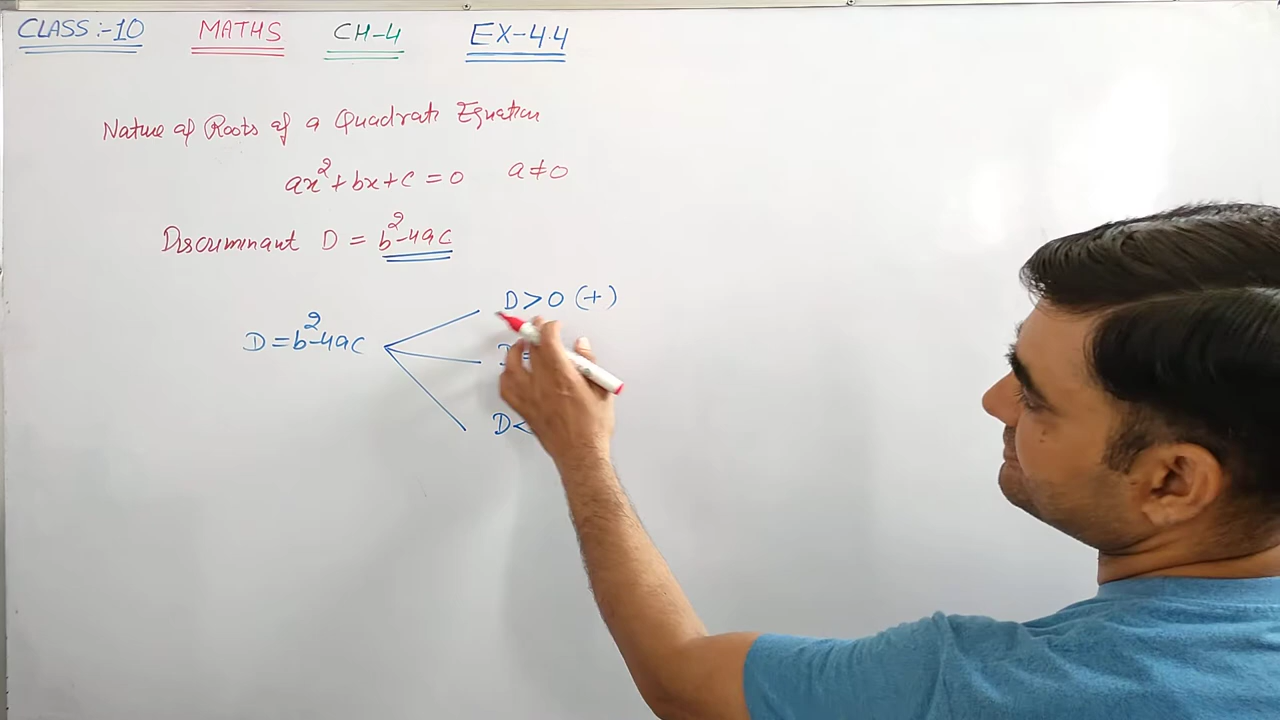 CLASS:-10 MATHS CH-4 EX-4.4
Nature of Roots of a Quadrati Equation
ax²+bx+c=0 a≠0
Discriminant D = b²-4ac
D>0 (+)
D=b²-4ac
D=
D<